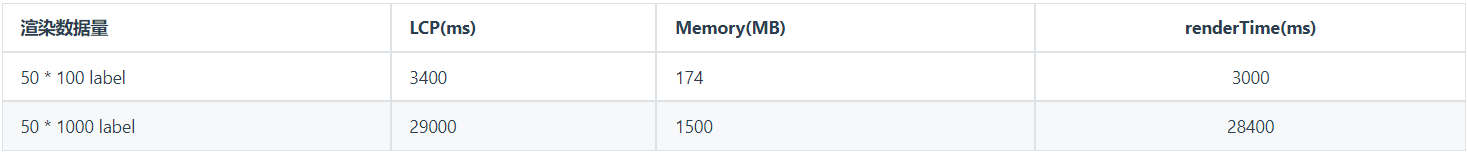 渲染数据量 LCP(ms) Memory(MB) renderTime(ms)
50 * 100 label 3400 174 3000
50 * 1000 label 29000 1500 28400